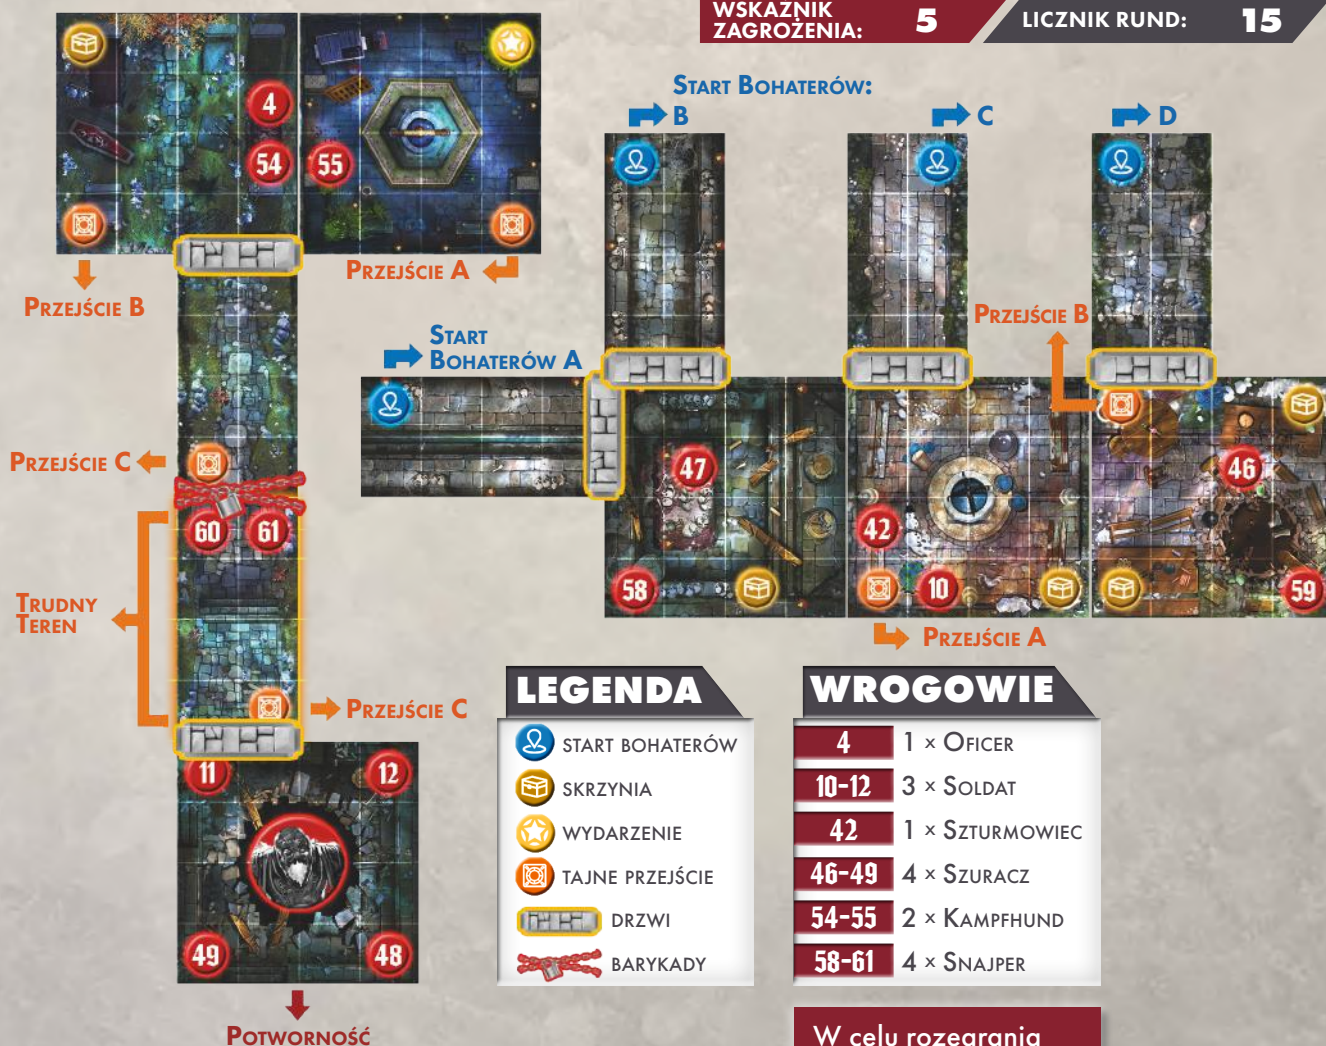 WSKAŹNIK
ZAGROŻENIA: 5
LICZNIK RUND: 15
START BOHATERÓW:
B
C
D
4
54
55
PRZEJŚCIE A
PRZEJŚCIE B
START
BOHATERÓW A
PRZEJŚCIE B
PRZEJŚCIE C
47
46
42
60
61
58
10
59
TRUDNY
TEREN
PRZEJŚCIE A
PRZEJŚCIE C
11
12
49
48
POTWORNOŚĆ
LEGENDA
START BOHATERÓW
SKRZYNIA
WYDARZENIE
TAJNE PRZEJŚCIE
DRZWI
BARYKADY
WROGOWIE
4 1 × OFICER
10-12 3 × SOLDAT
42 1 × SZTURMOWIEC
46-49 4 × SZURACZ
54-55 2 × KAMPFHUND
58-61 4 × SNAJPER
W celu rozegrania